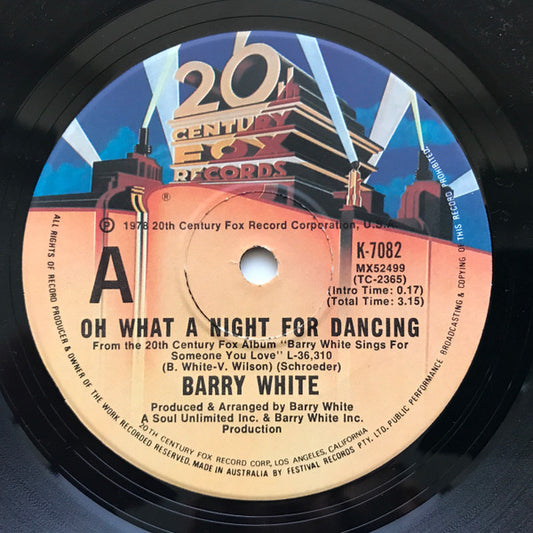 20th
CENTURY
FOX
RECORDS
®
℗ 1978 20th Century Fox Record Corporation, U.S.A.
A
K-7082
MX52499
(TC-2365)
(Intro Time: 0.17)
(Total Time: 3.15)
OH WHAT A NIGHT FOR DANCING
From the 20th Century Fox Album "Barry White Sings For
Someone You Love" L-36,310
(B. White-V. Wilson) (Schroeder)
BARRY WHITE
Produced & Arranged by Barry White
A Soul Unlimited Inc. & Barry White Inc.
Production
20TH CENTURY FOX RECORD CORP, LOS ANGELES, CALIFORNIA
ALL RIGHTS OF RECORD PRODUCER & OWNER OF THE WORK RECORDED RESERVED, MADE IN AUSTRALIA BY FESTIVAL RECORDS PTY. LTD. PUBLIC PERFORMANCE BROADCASTING & COPYING OF THIS RECORD PROHIBITED.